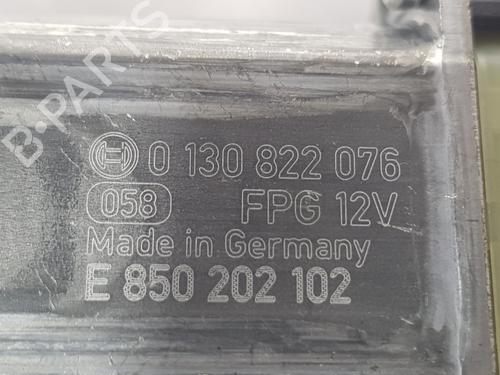 B-PARTS
0 130 822 076
058 FPG 12V
Made in Germany
E 850 202 102